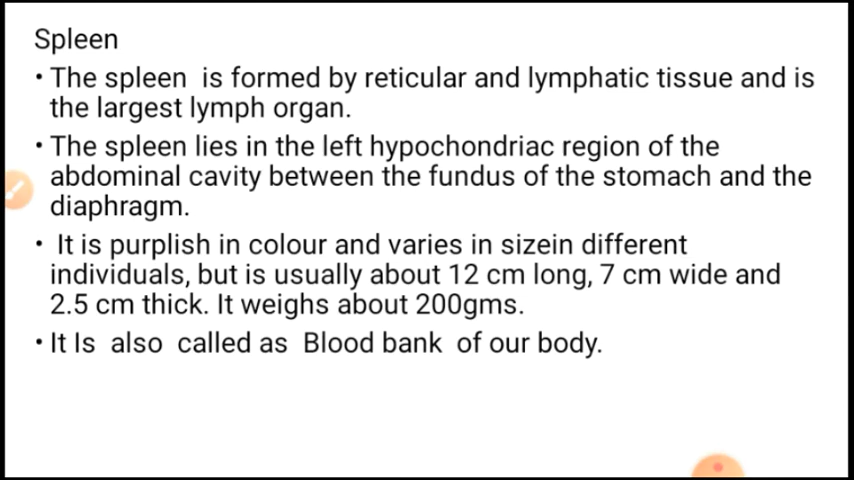 Spleen
• The spleen is formed by reticular and lymphatic tissue and is
the largest lymph organ.
• The spleen lies in the left hypochondriac region of the
abdominal cavity between the fundus of the stomach and the
diaphragm.
• It is purplish in colour and varies in sizein different
individuals, but is usually about 12 cm long, 7 cm wide and
2.5 cm thick. It weighs about 200gms.
• It Is also called as Blood bank of our body.